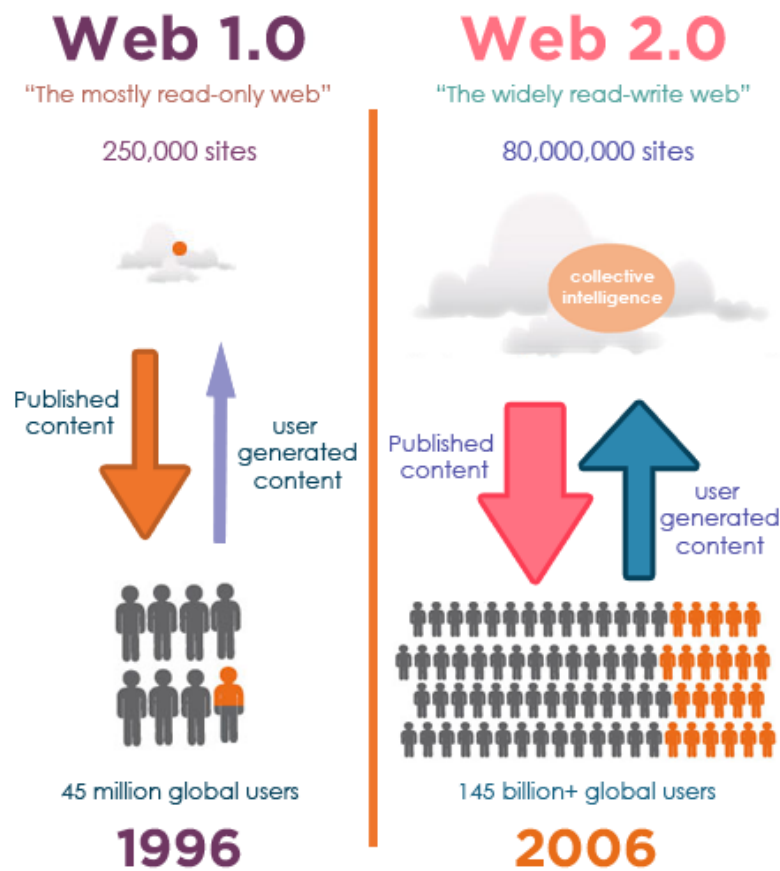 Web 1.0
“The mostly read-only web”
250,000 sites
Published
content
user
generated
content
45 million global users
1996
Web 2.0
“The widely read-write web”
80,000,000 sites
collective
intelligence
Published
content
user
generated
content
145 billion+ global users
2006